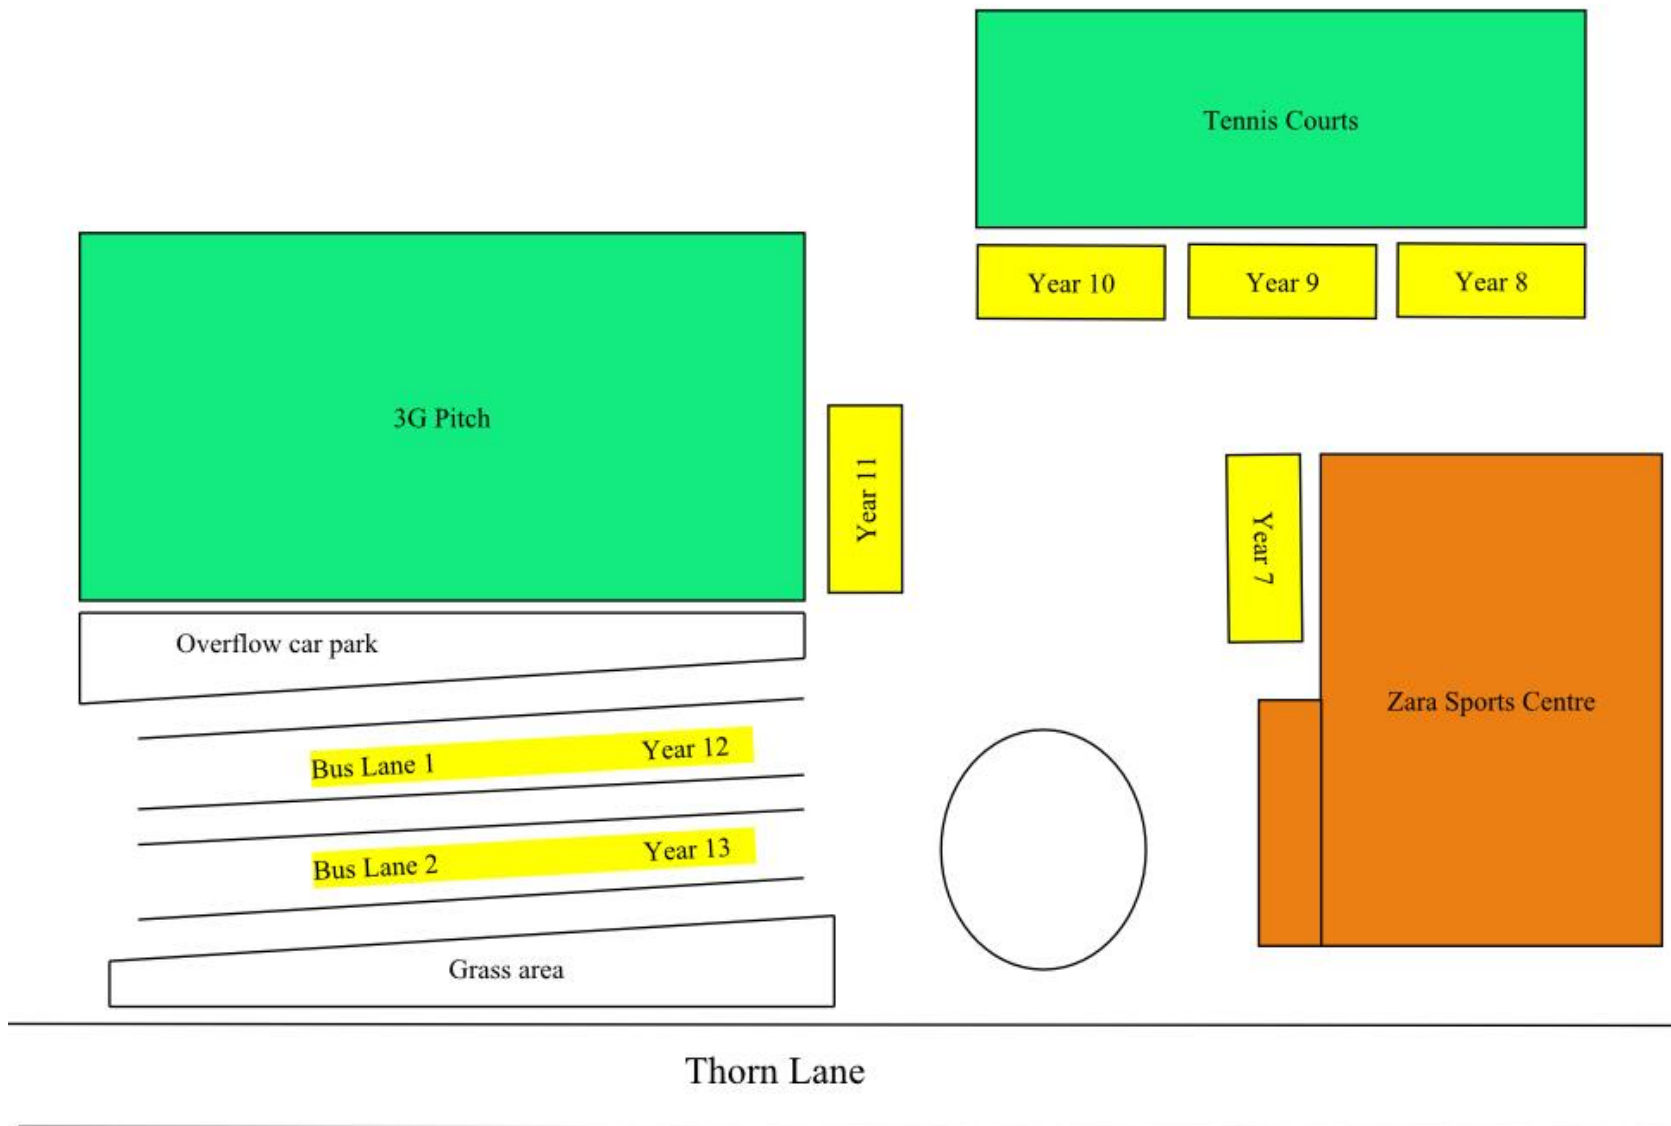 Tennis Courts
Year 10
Year 9
Year 8
3G Pitch
Year 11
Year 7
Overflow car park
Zara Sports Centre
Bus Lane 1
Year 12
Bus Lane 2
Year 13
Grass area
Thorn Lane